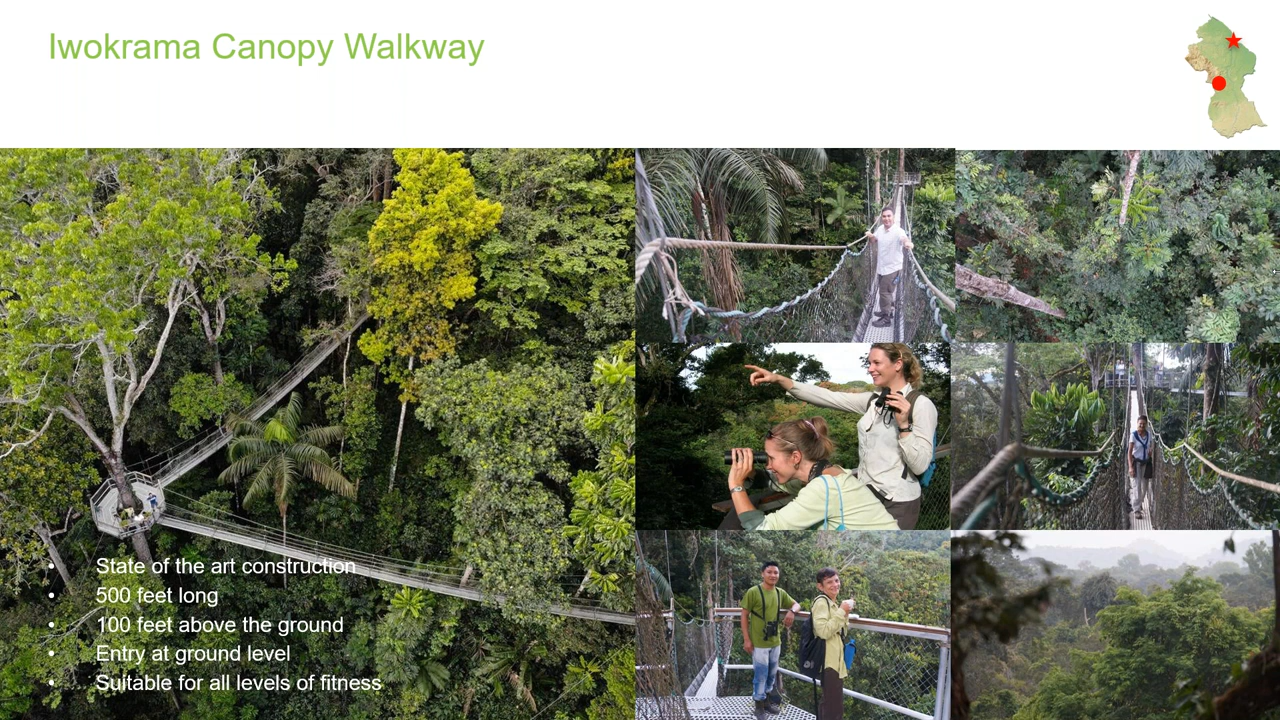 Iwokrama Canopy Walkway
• State of the art construction
• 500 feet long
• 100 feet above the ground
• Entry at ground level
• Suitable for all levels of fitness